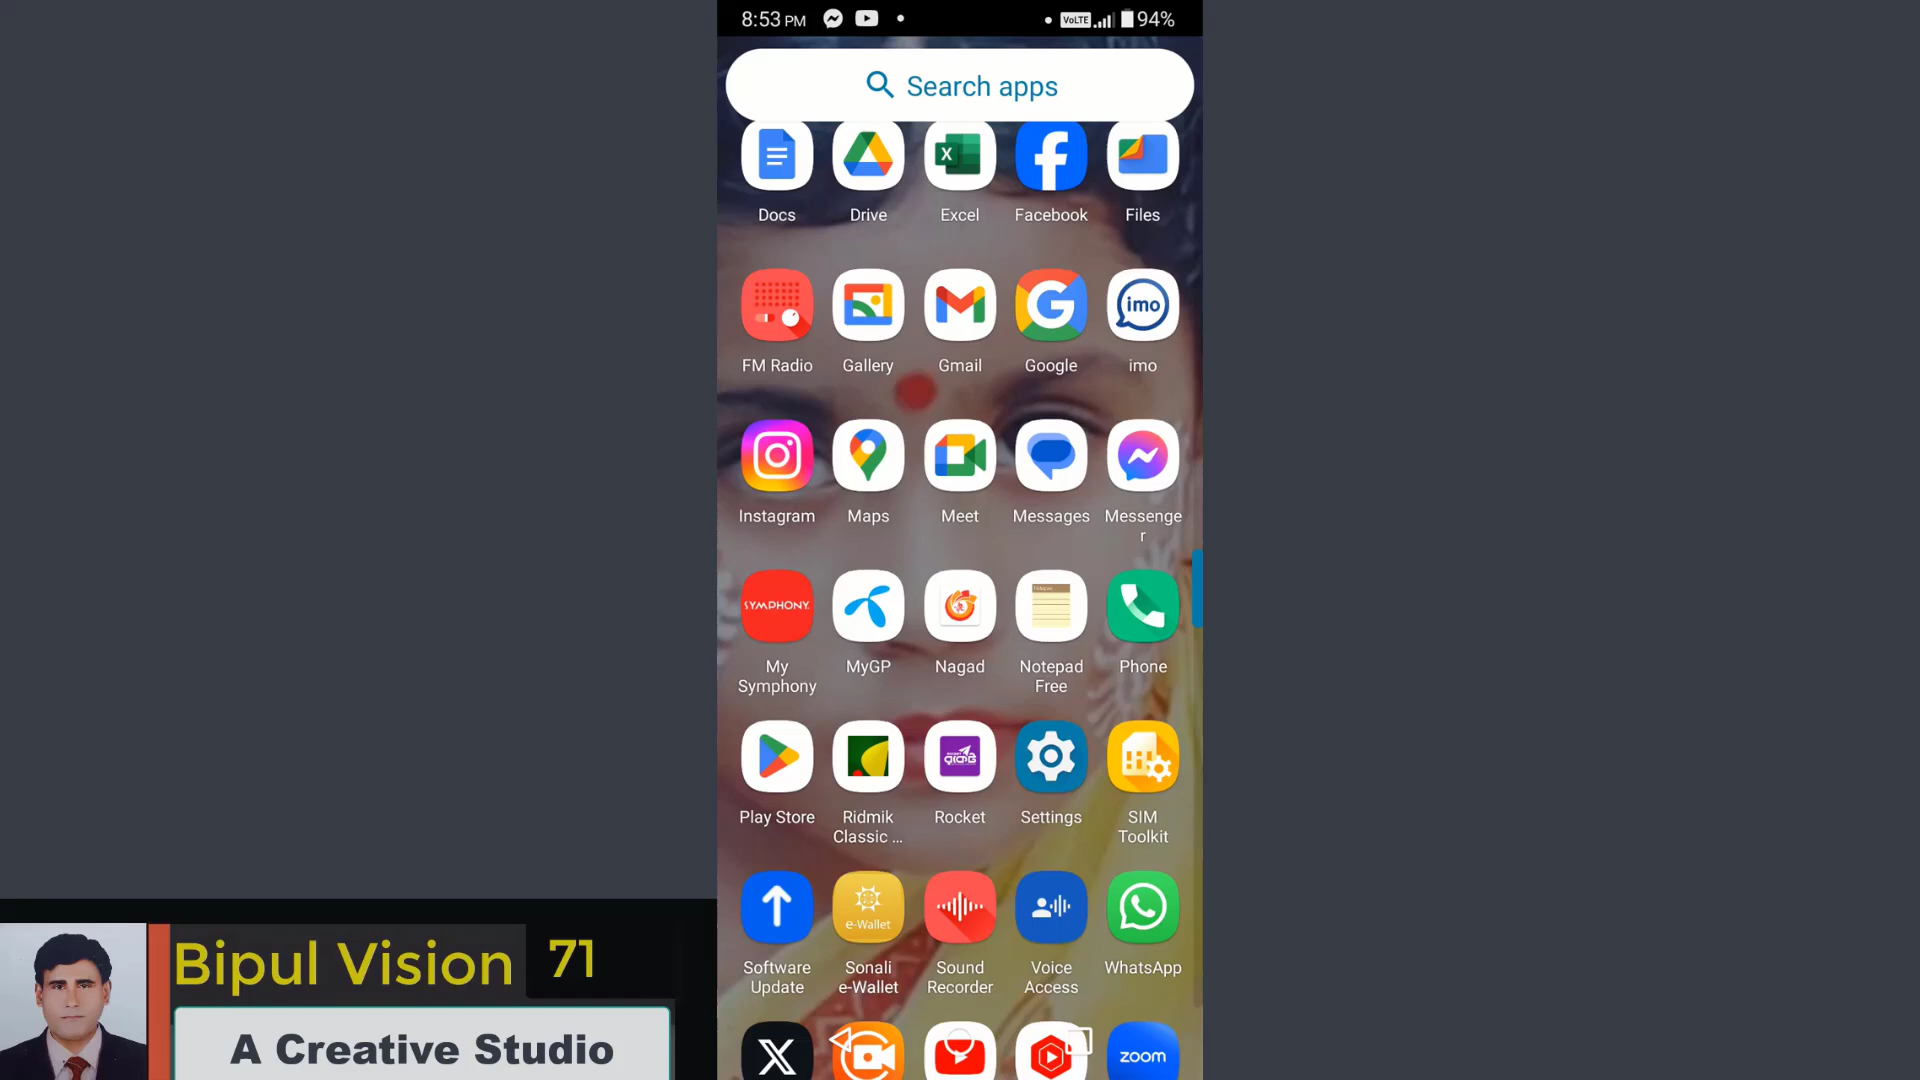 8:53 PM
VoLTE
94%
Search apps
X
Docs Drive Excel Facebook Files
imo
FM Radio Gallery Gmail Google imo
Instagram Maps Meet Messages Messenge
r
SYMPHONY
My
Symphony
MyGP
Nagad
Notepad
Free
Phone
Play Store
Ridmik
Classic ...
Rocket
Settings
SIM
Toolkit
e-Wallet
Software
Update
Sonali
e-Wallet
Sound
Recorder
Voice
Access
WhatsApp
zoom
Bipul Vision 71
A Creative Studio